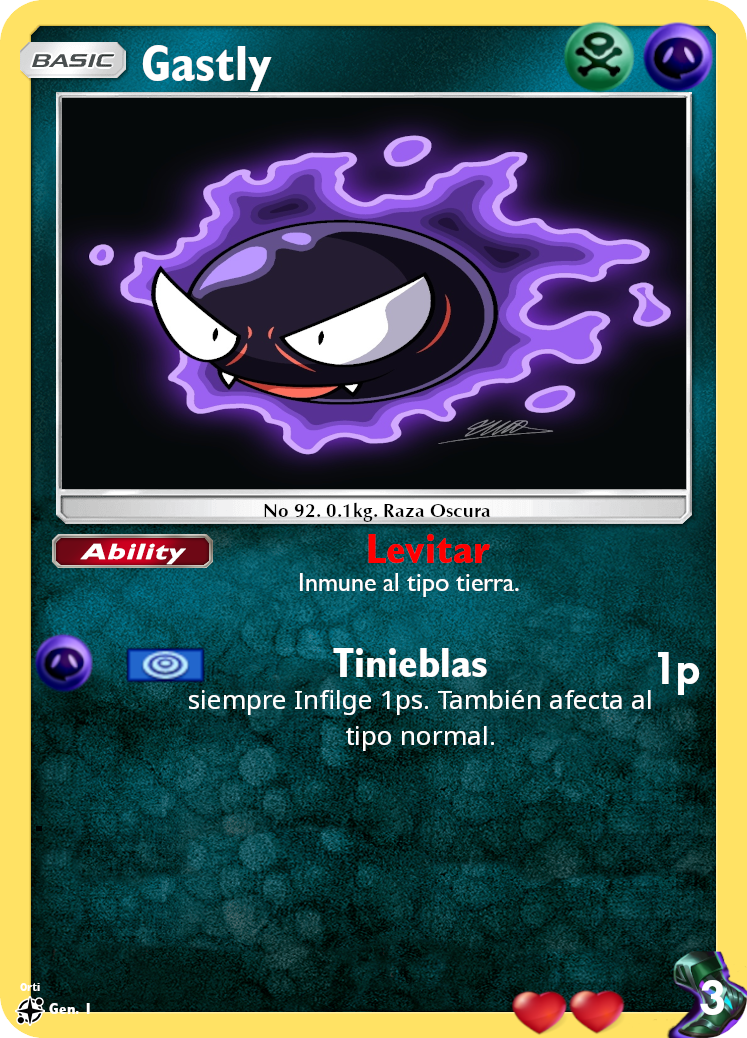 BASIC Gastly
No 92. 0.1kg. Raza Oscura
Ability Levitar
Inmune al tipo tierra.
Tinieblas 1p
siempre Infilge 1ps. También afecta al
tipo normal.
Orti
Gen. I
3